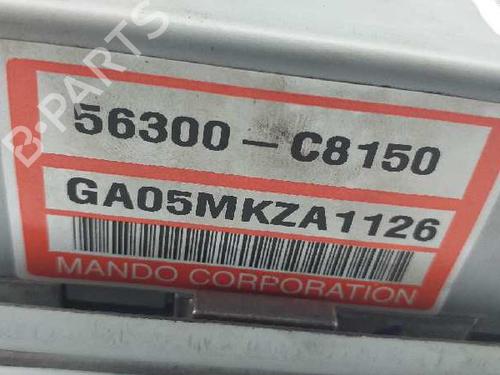 56300-C8150
GA05MKZA1126
MANDO CORPORATION
B-PARTS